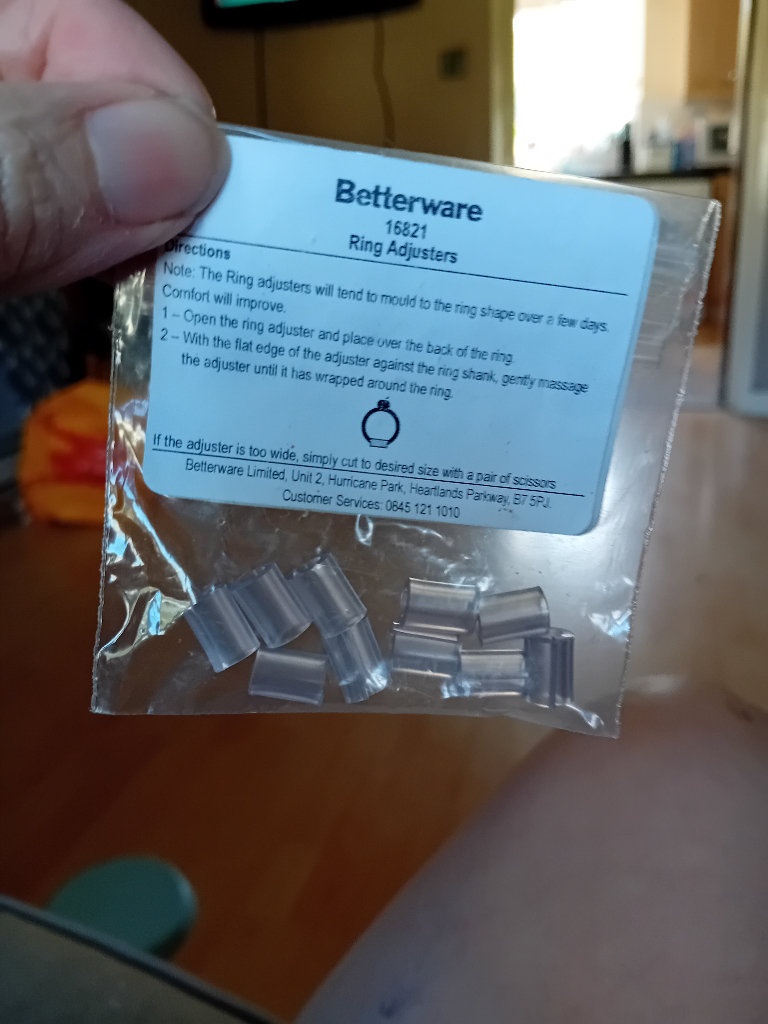 Betterware
16821
Ring Adjusters
Directions
Note: The Ring adjusters will tend to mould to the ring shape over a few days.
Comfort will improve.
1 – Open the ring adjuster and place over the back of the ring.
2 – With the flat edge of the adjuster against the ring shank, gently massage
the adjuster until it has wrapped around the ring.
If the adjuster is too wide, simply cut to desired size with a pair of scissors
Betterware Limited, Unit 2, Hurricane Park, Heartlands Parkway, B7 5PJ.
Customer Services: 0845 121 1010